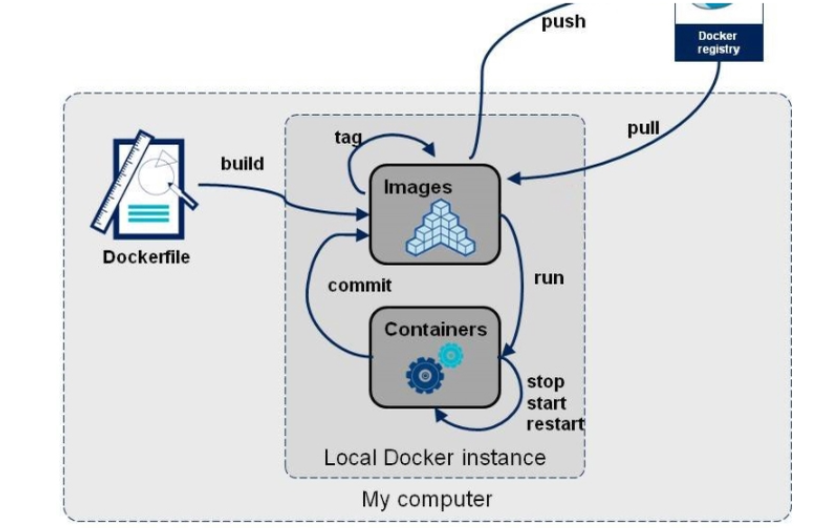 push
Docker
registry
pull
tag
build
Images
Dockerfile
commit
run
Containers
stop
start
restart
Local Docker instance
My computer